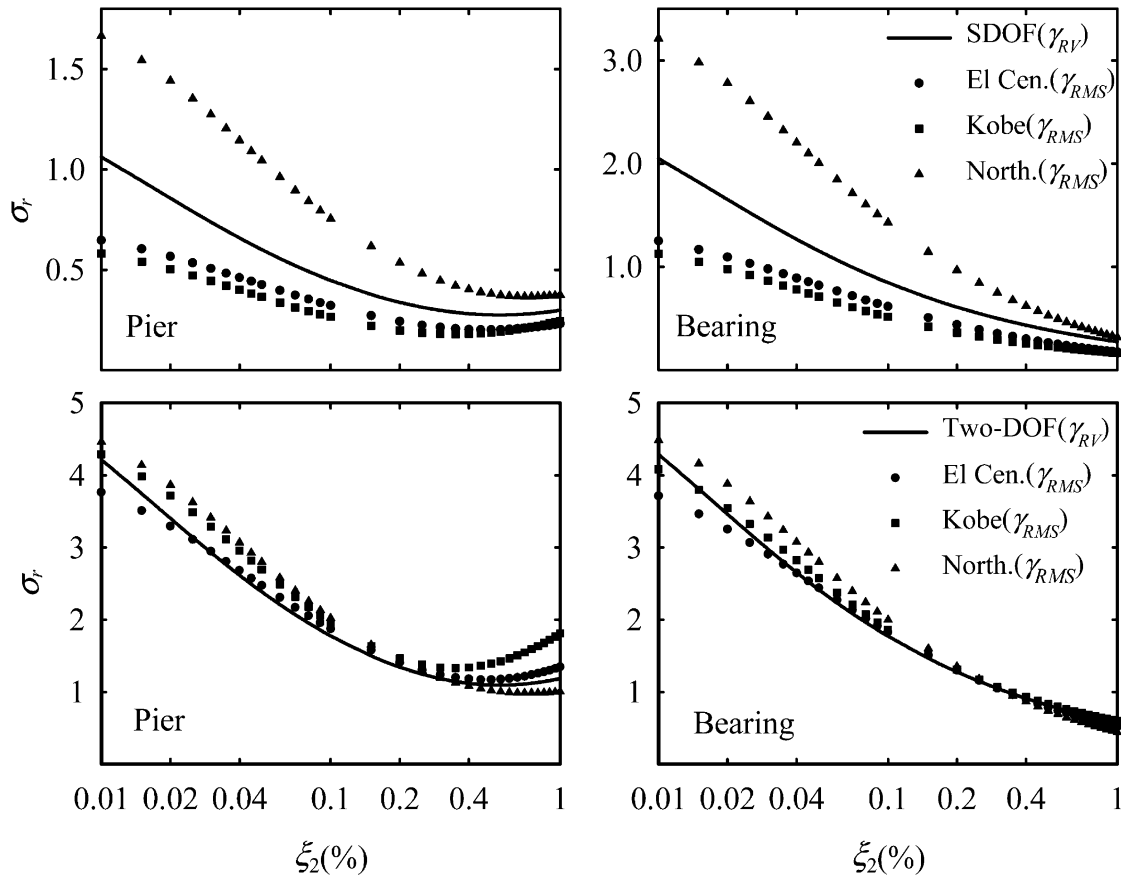 SDOF(γRV)
El Cen.(γRMS)
Kobe(γRMS)
North.(γRMS)
σr
1.5
1.0
0.5
Pier
3.0
2.0
1.0
Bearing
Two-DOF(γRV)
El Cen.(γRMS)
Kobe(γRMS)
North.(γRMS)
σr
5
4
3
2
1
Pier
0.01 0.02 0.04 0.1 0.2 0.4 1
ξ2(%)
5
4
3
2
1
Bearing
0.01 0.02 0.04 0.1 0.2 0.4 1
ξ2(%)